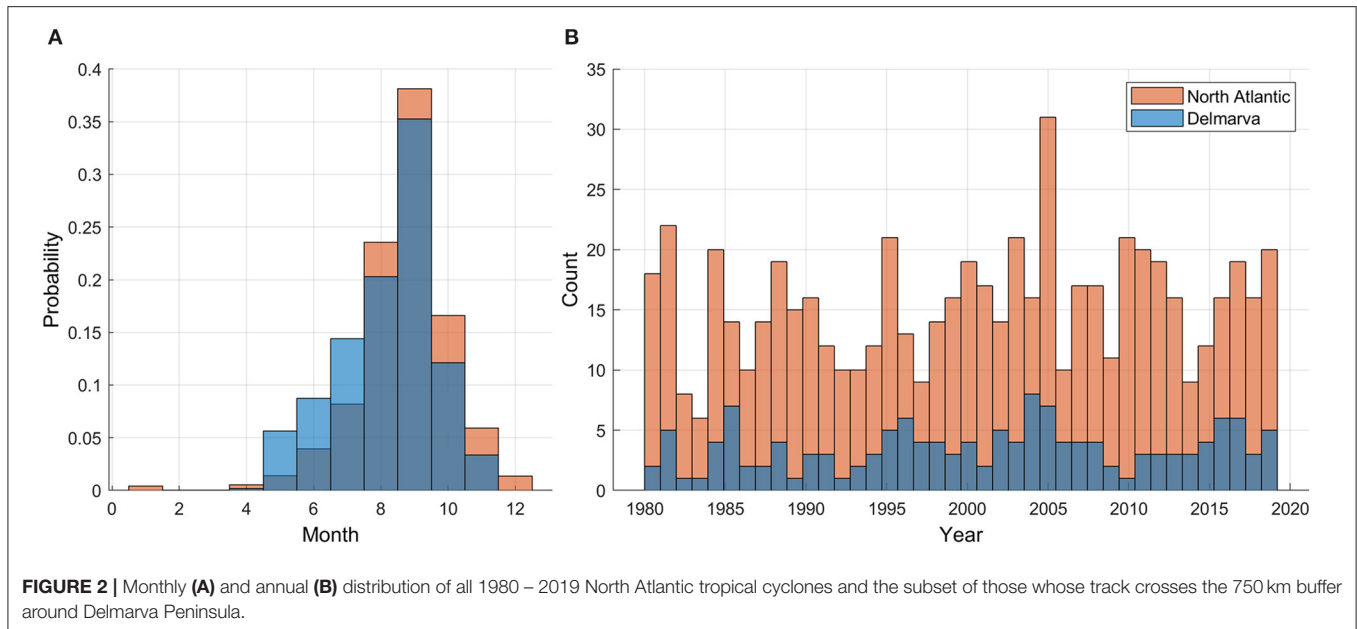 A
B
0.4
0.35
0.3
0.25
0.2
0.15
0.1
0.05
0
Probability
0 2 4 6 8 10 12
Month
35
30
25
20
15
10
5
0
Count
North Atlantic
Delmarva
1980 1985 1990 1995 2000 2005 2010 2015 2020
Year
FIGURE 2 | Monthly (A) and annual (B) distribution of all 1980 – 2019 North Atlantic tropical cyclones and the subset of those whose track crosses the 750 km buffer
around Delmarva Peninsula.